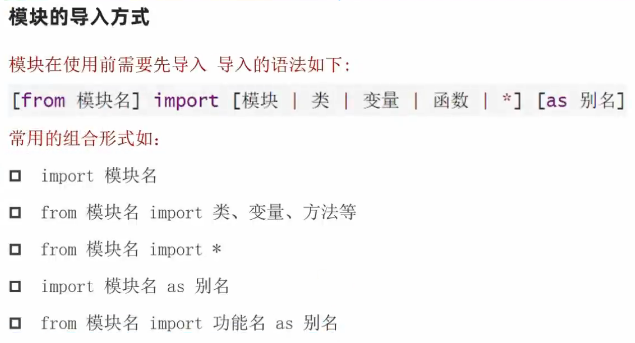 模块的导入方式
模块在使用前需要先导入 导入的语法如下:
[from 模块名] import [模块 | 类 | 变量 | 函数 | *] [as 别名]
常用的组合形式如:
import 模块名
from 模块名 import 类、变量、方法等
from 模块名 import *
import 模块名 as 别名
from 模块名 import 功能名 as 别名